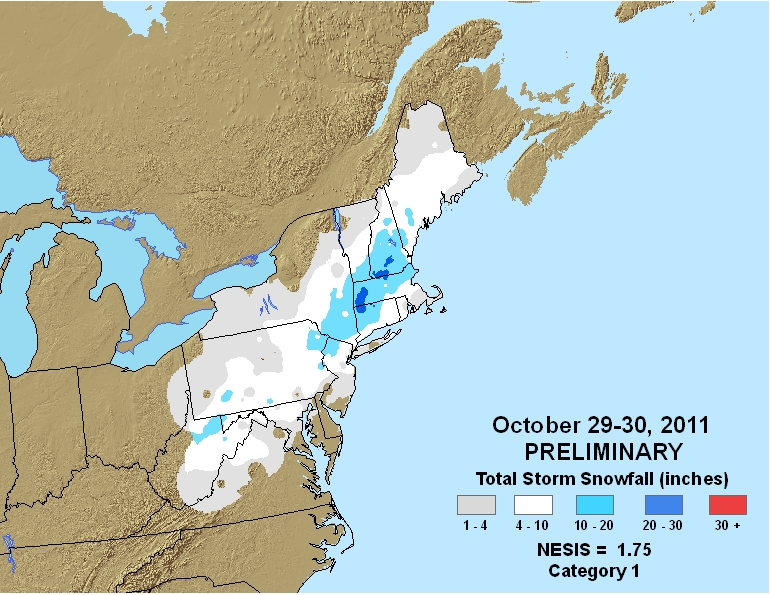 October 29-30, 2011
PRELIMINARY
Total Storm Snowfall (inches)
1 - 4 4 - 10 10 - 20 20 - 30 30 +
NESIS = 1.75
Category 1